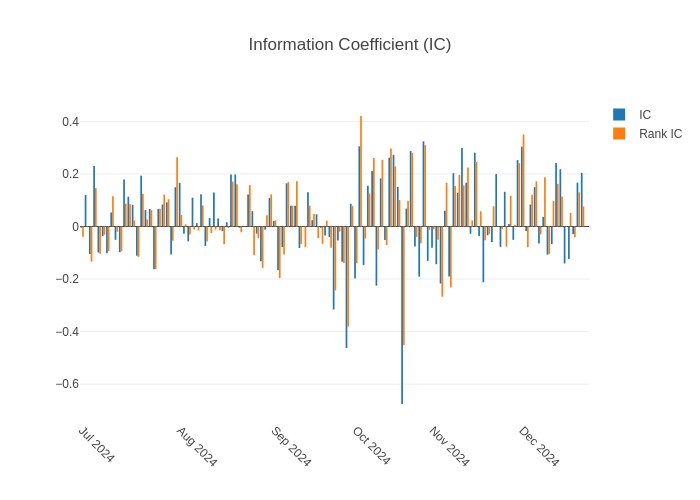 Information Coefficient (IC)
IC
Rank IC
0.4
0.2
0
−0.2
−0.4
−0.6
Jul 2024
Aug 2024
Sep 2024
Oct 2024
Nov 2024
Dec 2024